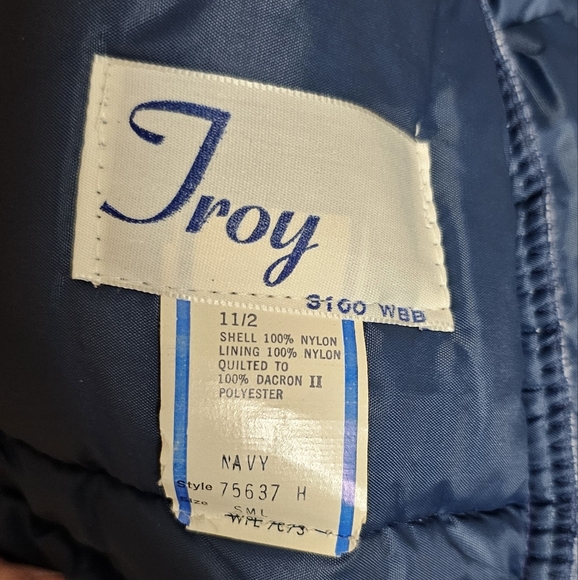 Troy
S100 WBB
11/2
SHELL 100% NYLON
LINING 100% NYLON
QUILTED TO
100% DACRON II
POLYESTER
NAVY
Style 75637 H
Size SML